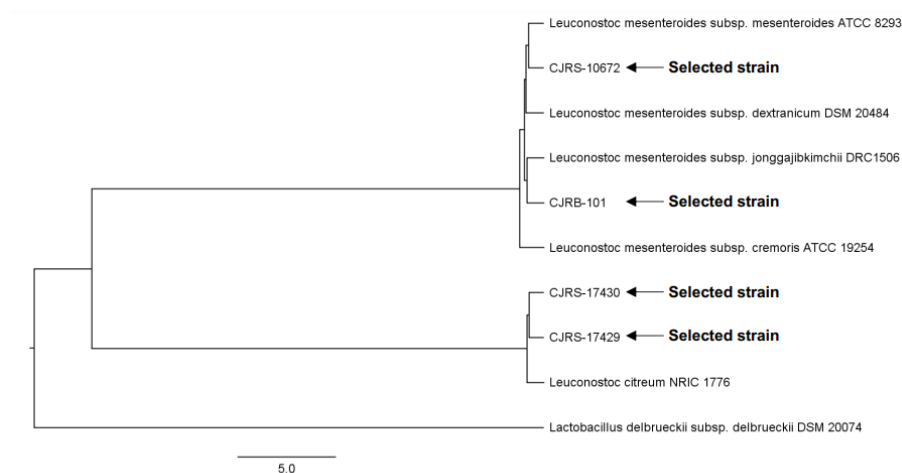 Leuconostoc mesenteroides subsp. mesenteroides ATCC 8293
CJRS-10672 Selected strain
Leuconostoc mesenteroides subsp. dextranicum DSM 20484
Leuconostoc mesenteroides subsp. jonggajibkimchii DRC1506
CJRB-101 Selected strain
Leuconostoc mesenteroides subsp. cremoris ATCC 19254
CJRS-17430 Selected strain
CJRS-17429 Selected strain
Leuconostoc citreum NRIC 1776
Lactobacillus delbrueckii subsp. delbrueckii DSM 20074
5.0